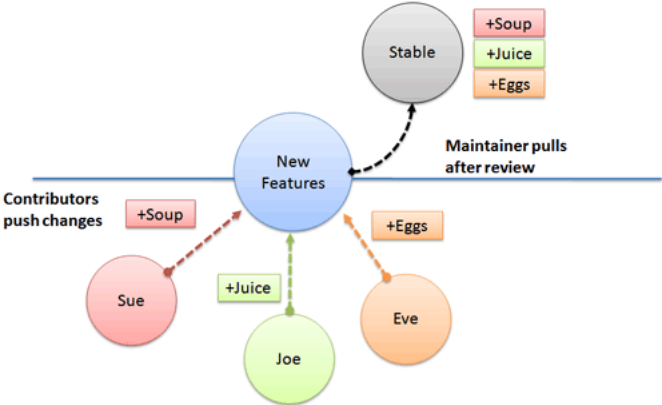 Stable
+Soup
+Juice
+Eggs
New
Features
Maintainer pulls
after review
Contributors
push changes
+Soup
+Eggs
+Juice
Sue
Eve
Joe